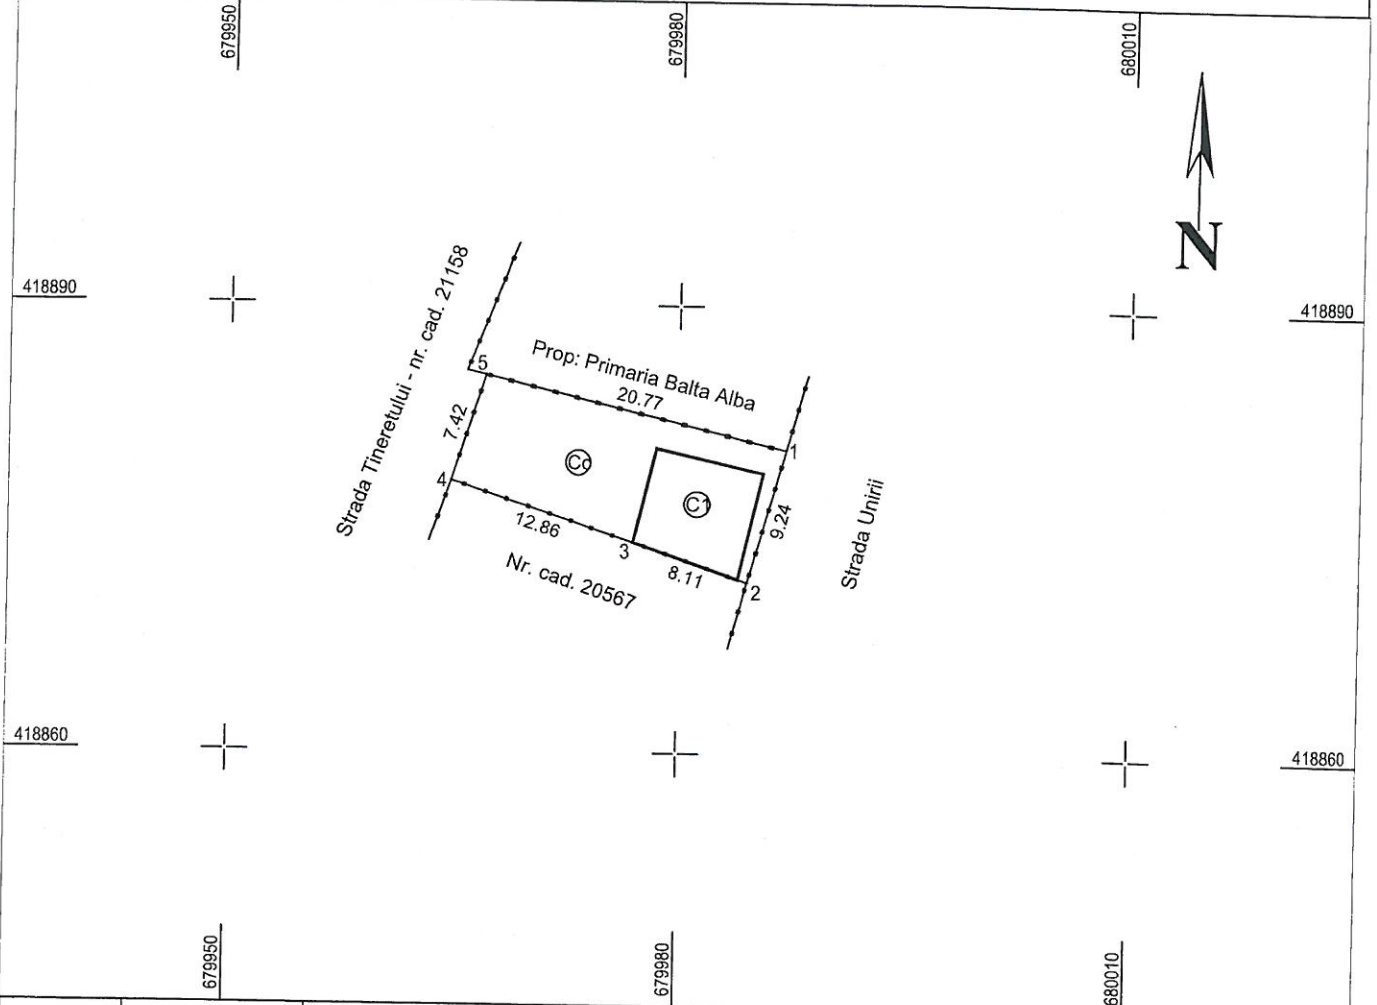 679950
679980
680010
N
418890
418890
Strada Tineretului - nr. cad. 21158
5
Prop: Primaria Balta Alba
20.77
1
7.42
Cc
4
C1
9.24
Strada Unirii
12.86
3
8.11
2
Nr. cad. 20567
418860
418860
679950
679980
680010